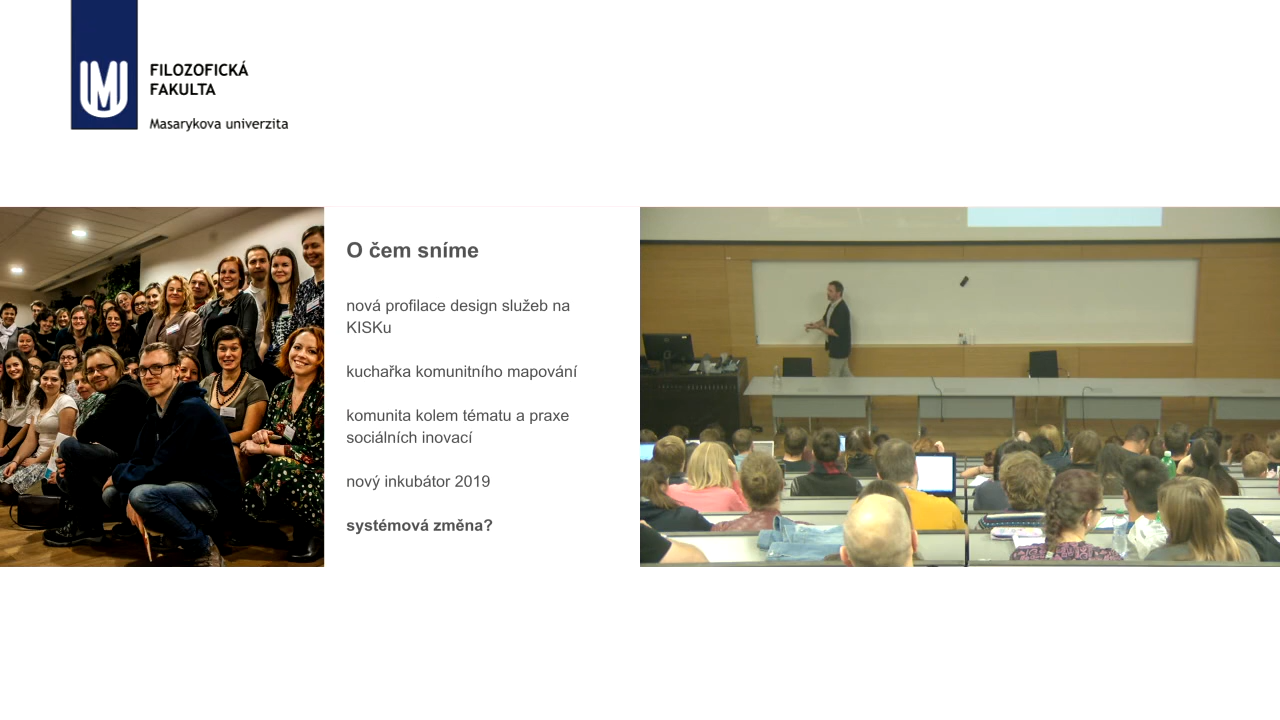 FILOZOFICKÁ
FAKULTA
Masarykova univerzita
O čem sníme
nová profilace design služeb na
KISKu
kuchařka komunitního mapování
komunita kolem tématu a praxe
sociálních inovací
nový inkubátor 2019
systémová změna?